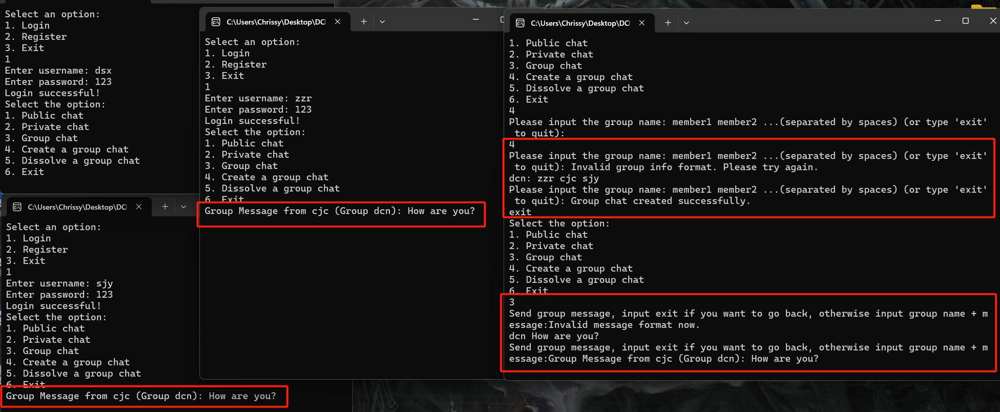 Select an option:
1. Login
2. Register
3. Exit
1
Enter username: dsx
Enter password: 123
Login successful!
Select the option:
1. Public chat
2. Private chat
3. Group chat
4. Create a group chat
5. Dissolve a group chat
6. Exit
C:\Users\Chrissy\Desktop\DC
Select an option:
1. Login
2. Register
3. Exit
1
Enter username: sjy
Enter password: 123
Login successful!
Select the option:
1. Public chat
2. Private chat
3. Group chat
4. Create a group chat
5. Dissolve a group chat
6. Exit
Group Message from cjc (Group dcn): How are you?
C:\Users\Chrissy\Desktop\DC
Select an option:
1. Login
2. Register
3. Exit
1
Enter username: zzr
Enter password: 123
Login successful!
Select the option:
1. Public chat
2. Private chat
3. Group chat
4. Create a group chat
5. Dissolve a group chat
6. Exit
Group Message from cjc (Group dcn): How are you?
C:\Users\Chrissy\Desktop\DC
1. Public chat
2. Private chat
3. Group chat
4. Create a group chat
5. Dissolve a group chat
6. Exit
4
Please input the group name: member1 member2 ...(separated by spaces) (or type 'exit'
 to quit):
4
Please input the group name: member1 member2 ...(separated by spaces) (or type 'exit'
 to quit): Invalid group info format. Please try again.
dcn: zzr cjc sjy
Please input the group name: member1 member2 ...(separated by spaces) (or type 'exit'
 to quit): Group chat created successfully.
exit
Select the option:
1. Public chat
2. Private chat
3. Group chat
4. Create a group chat
5. Dissolve a group chat
6. Exit
3
Send group message, input exit if you want to go back, otherwise input group name + m
essage:Invalid message format now.
dcn How are you?
Send group message, input exit if you want to go back, otherwise input group name + m
essage:Group Message from cjc (Group dcn): How are you?